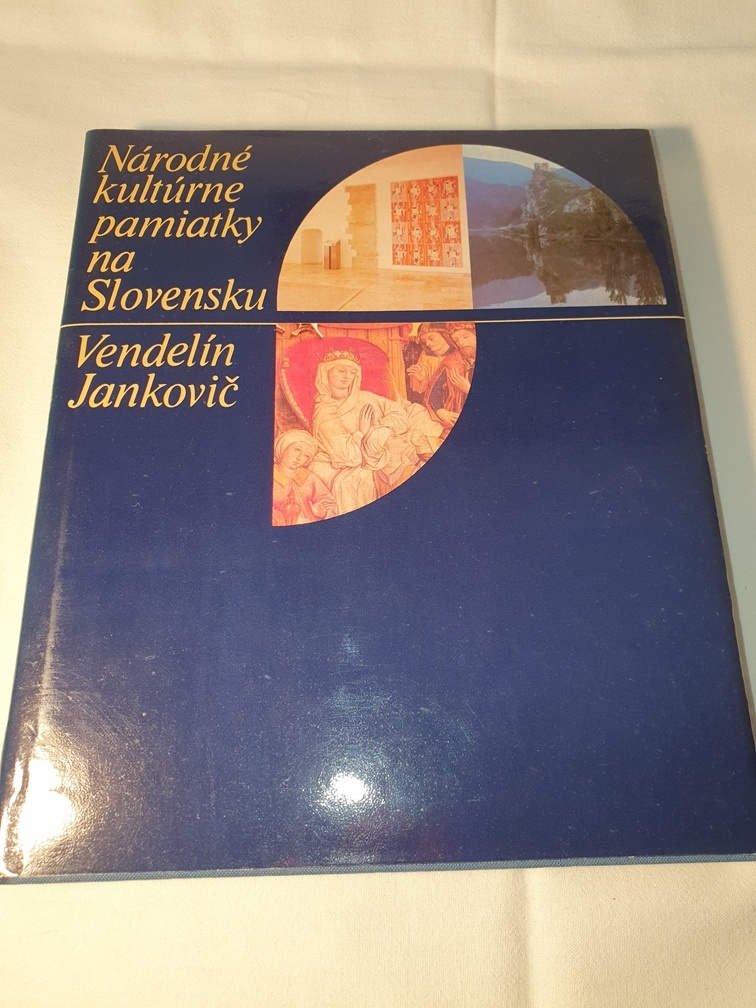 Národné
kultúrne
pamiatky
na
Slovensku
Vendelín
Jankovič